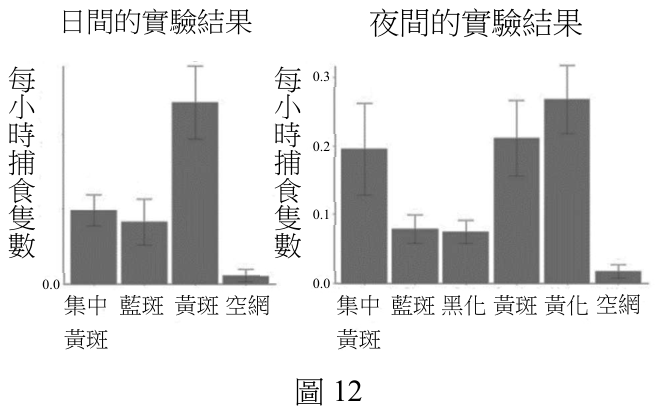 日間的實驗結果
每小時捕食隻數
0.0
集中黃斑 藍斑 黃斑 空網
夜間的實驗結果
每小時捕食隻數
0.3
0.2
0.1
0.0
集中黃斑 藍斑 黑化 黃斑 黃化 空網
圖 12